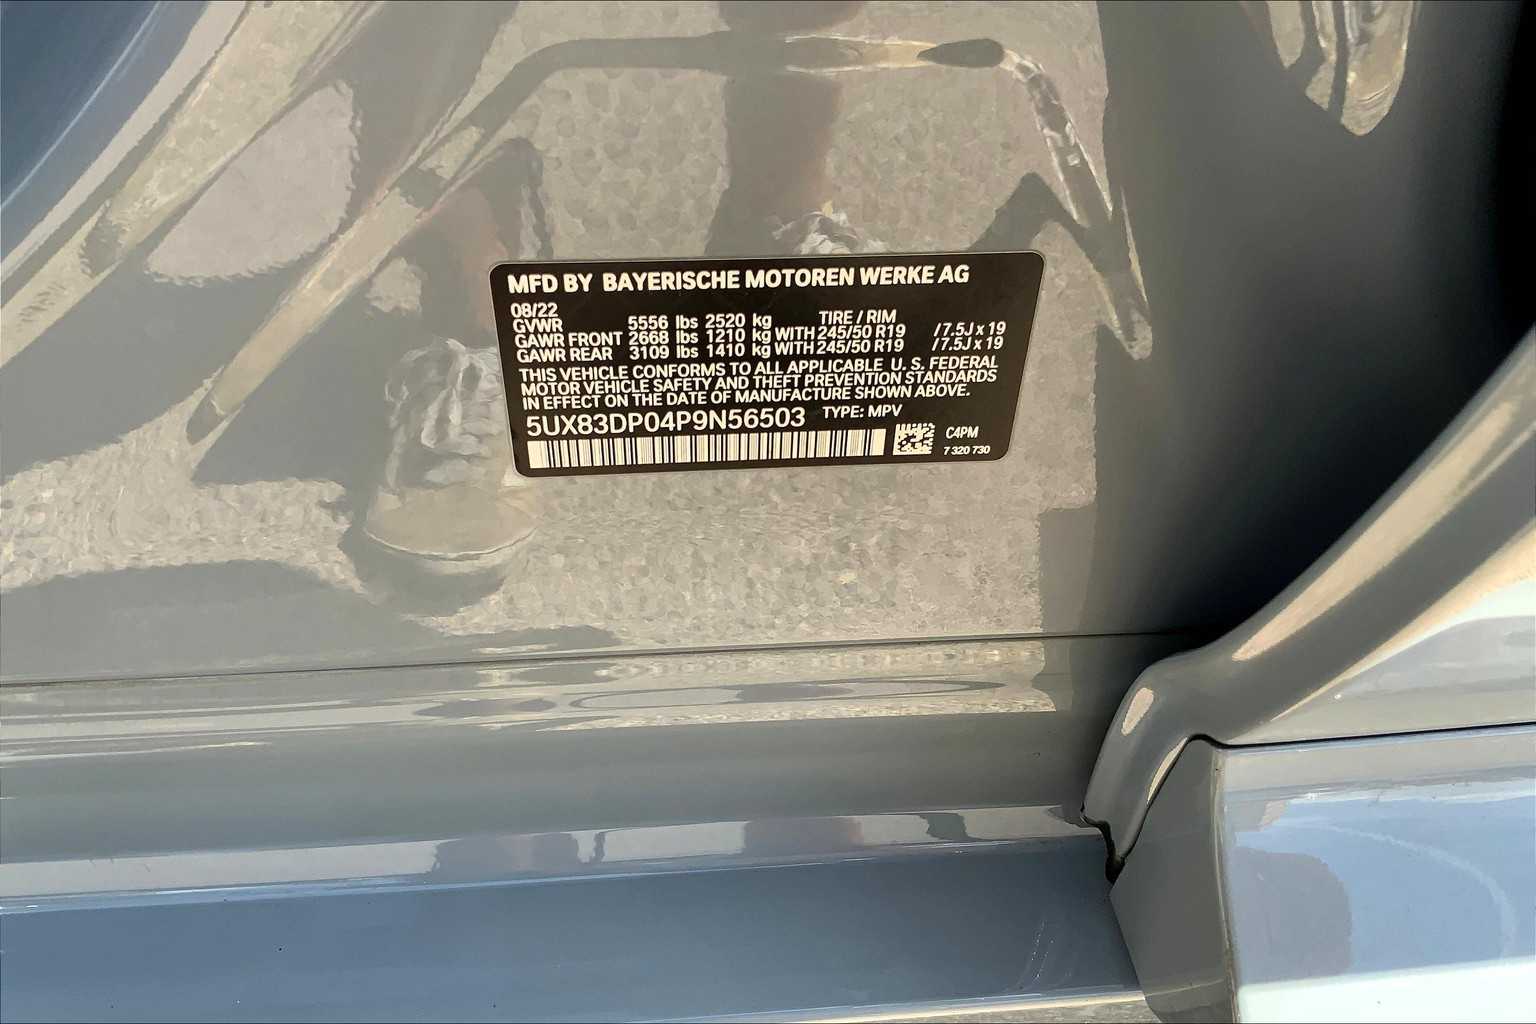 MFD BY BAYERISCHE MOTOREN WERKE AG
08/22
GVWR 5556 lbs 2520 kg TIRE / RIM
GAWR FRONT 2668 lbs 1210 kg WITH 245/50 R19 /7.5J x 19
GAWR REAR 3109 lbs 1410 kg WITH 245/50 R19 /7.5J x 19
THIS VEHICLE CONFORMS TO ALL APPLICABLE U. S. FEDERAL
MOTOR VEHICLE SAFETY AND THEFT PREVENTION STANDARDS
IN EFFECT ON THE DATE OF MANUFACTURE SHOWN ABOVE.
5UX83DP04P9N56503 TYPE: MPV
C4PM
7 320 730